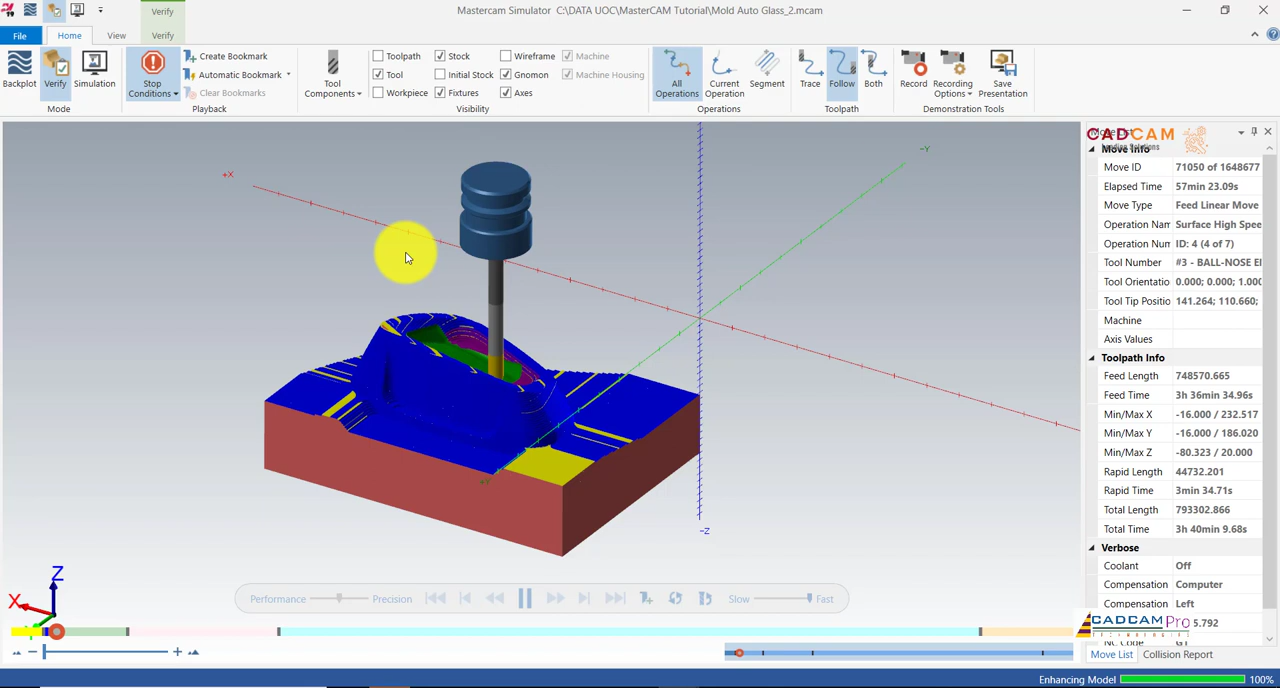 Verify
Mastercam Simulator C:\DATA UOC\MasterCAM Tutorial\Mold Auto Glass_2.mcam
File
Home
View
Verify
Backplot
Verify
Simulation
Mode
Stop Conditions
Create Bookmark
Automatic Bookmark
Clear Bookmarks
Playback
Tool Components
Toolpath
Tool
Workpiece
Stock
Initial Stock
Fixtures
Wireframe
Gnomon
Axes
Machine
Machine Housing
Visibility
All Operations
Current Operation
Segment
Operations
Trace
Follow
Both
Toolpath
Record
Recording Options
Save Presentation
Demonstration Tools
CADCAM
Move Info
Move ID 71050 of 1648677
Elapsed Time 57min 23.09s
Move Type Feed Linear Move
Operation Nam Surface High Spee
Operation Num ID: 4 (4 of 7)
Tool Number #3 - BALL-NOSE E
Tool Orientatio 0.000; 0.000; 1.000
Tool Tip Positio 141.264; 110.660;
Machine
Axis Values
Toolpath Info
Feed Length 748570.665
Feed Time 3h 36min 34.96s
Min/Max X -16.000 / 232.517
Min/Max Y -16.000 / 186.020
Min/Max Z -80.323 / 20.000
Rapid Length 44732.201
Rapid Time 3min 34.71s
Total Length 793302.866
Total Time 3h 40min 9.68s
Verbose
Coolant Off
Compensation Computer
Compensation Left
5.792
CADCAM Pro
TECHNOLOGIES
Move List
Collision Report
+X
-Y
+Y
-Z
Z
X
Performance
Precision
Slow
Fast
Enhancing Model
100%